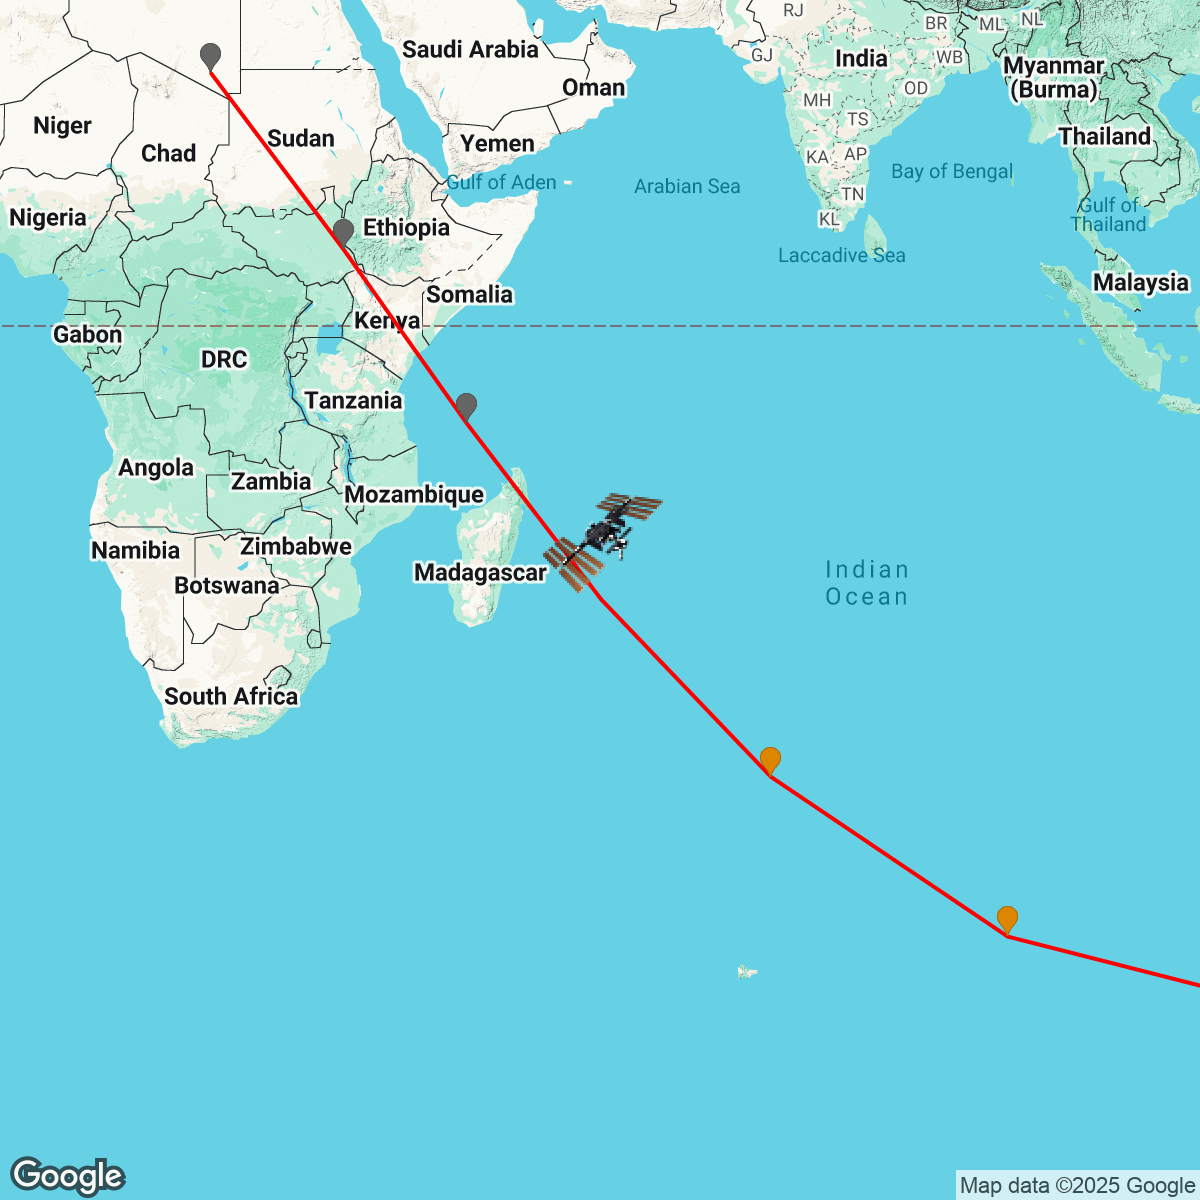 RJ
BR
ML
NL
Saudi Arabia
GJ
India
WB
Myanmar
(Burma)
Oman
MH
OD
Niger
TS
Sudan
Thailand
Yemen
Chad
KA
AP
Bay of Bengal
Gulf of Aden
Arabian Sea
TN
Nigeria
KL
Gulf of
Thailand
Ethiopia
Laccadive Sea
Malaysia
Somalia
Kenya
Gabon
DRC
Tanzania
Angola
Zambia
Mozambique
Namibia
Zimbabwe
Madagascar
Indian
Ocean
Botswana
South Africa
Google
Map data ©2025 Google